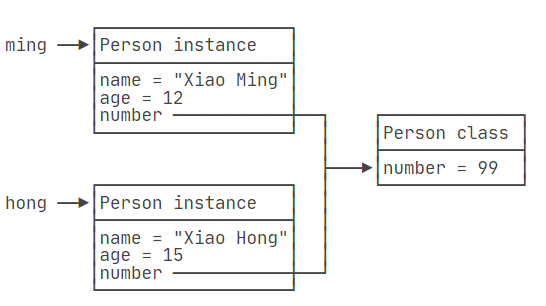 ming
Person instance
name = "Xiao Ming"
age = 12
number
Person class
number = 99
hong
Person instance
name = "Xiao Hong"
age = 15
number